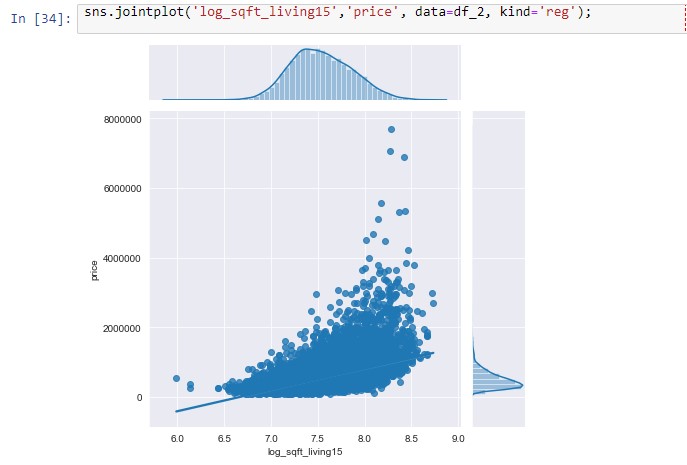 In [34]: sns.jointplot('log_sqft_living15','price', data=df_2, kind='reg');
8000000
6000000
4000000
2000000
0
price
6.0 6.5 7.0 7.5 8.0 8.5 9.0
log_sqft_living15